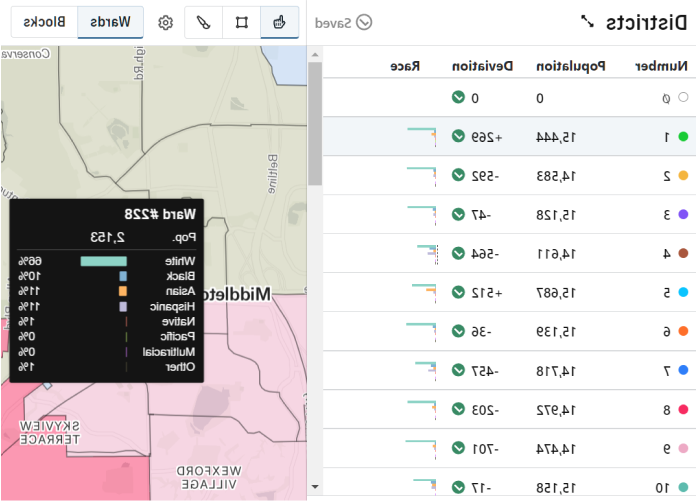 Districts
Saved
Wards Blocks
Number Population Deviation Race
Ø 0 0
1 15,444 +269
2 14,583 -592
3 15,128 -47
4 14,611 -564
5 15,687 +512
6 15,139 -36
7 14,718 -457
8 14,972 -203
9 14,474 -701
10 15,158 -17
Conserva
igh Rd
Beltline
Middleto
Ward #228
Pop. 2,153
White 66%
Black 10%
Asian 11%
Hispanic 11%
Native 1%
Pacific 0%
Multiracial 0%
Other 1%
SKYVIEW
TERRACE
WEXFORD
VILLAGE